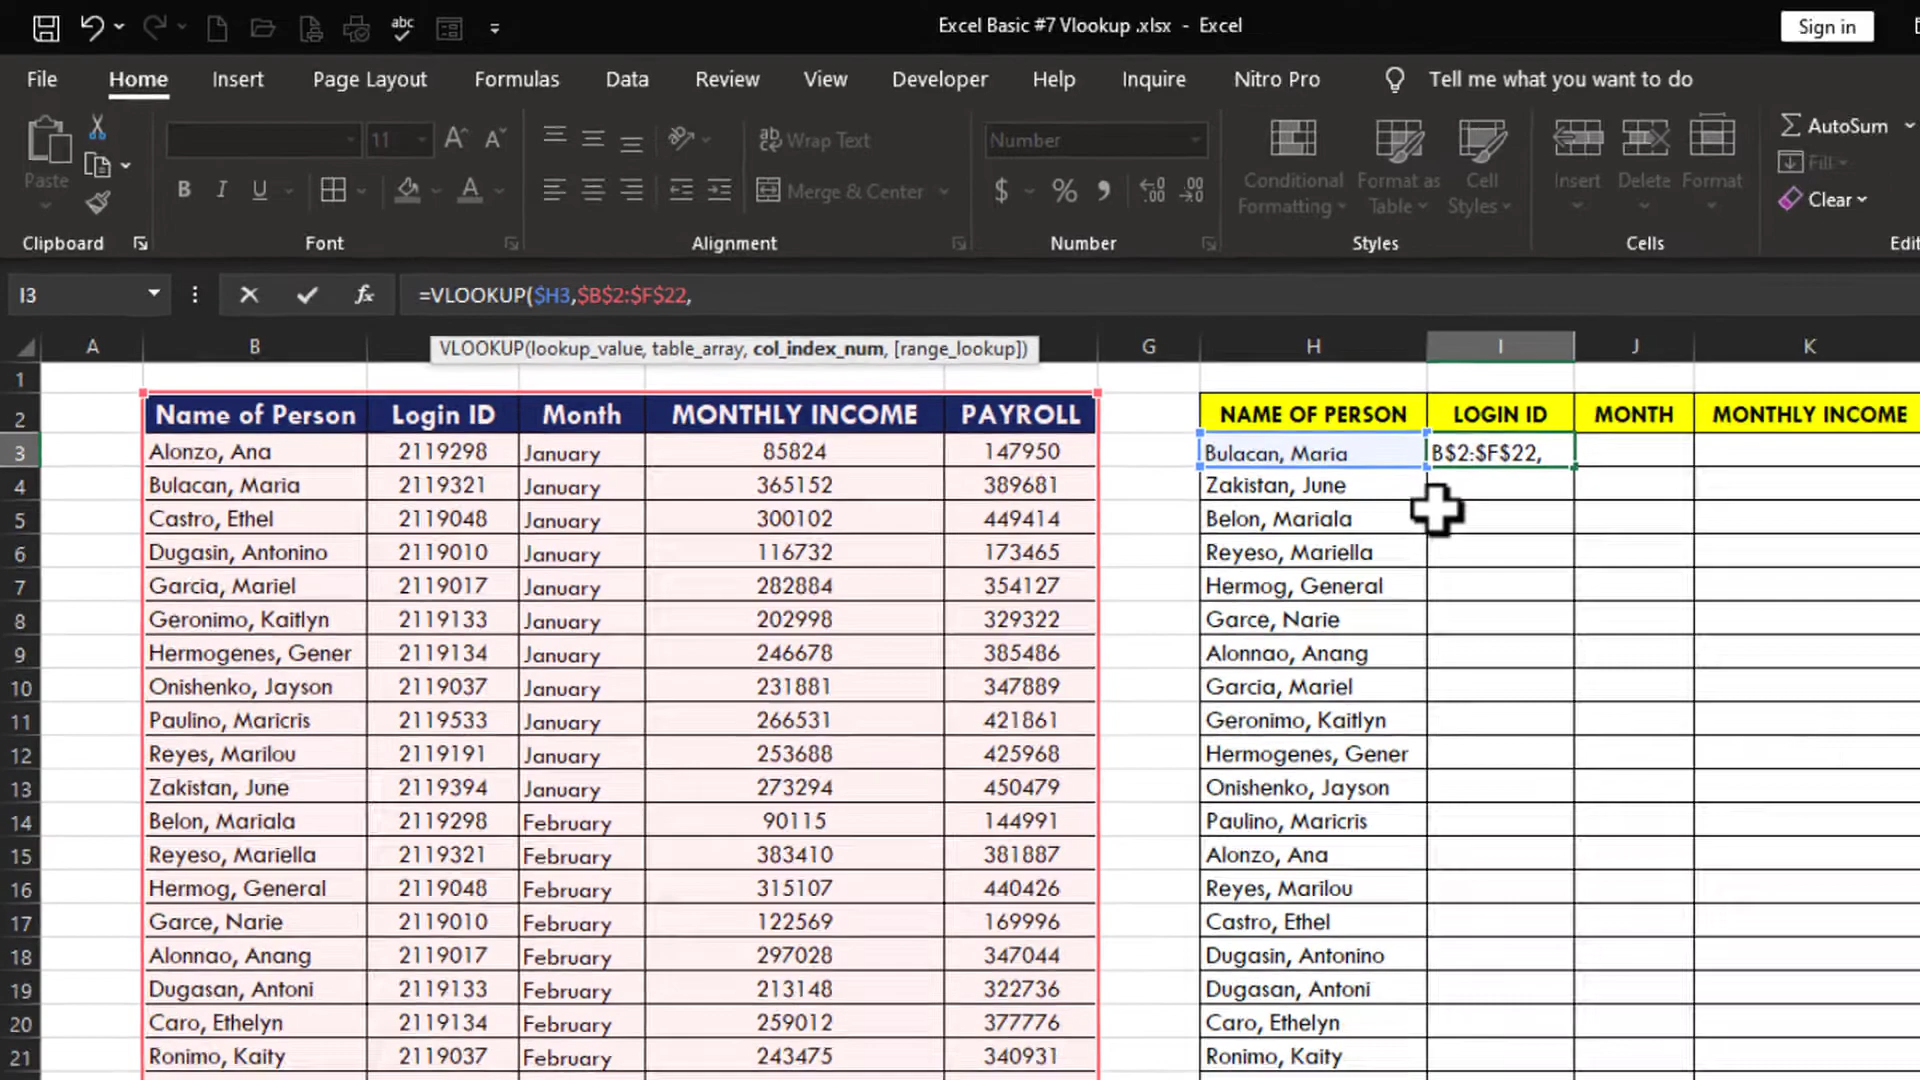 abc
Excel Basic #7 Vlookup .xlsx - Excel
Sign in
File Home Insert Page Layout Formulas Data Review View Developer Help Inquire Nitro Pro Tell me what you want to do
Paste
Clipboard
11 A A
B I U A
Font
ab Wrap Text
Merge & Center
Alignment
Number
$ % , .00 .00
Number
Conditional Formatting
Format as Table
Cell Styles
Styles
Insert Delete Format
Cells
AutoSum
Fill
Clear
Edit
I3 fx =VLOOKUP($H3,$B$2:$F$22,
VLOOKUP(lookup_value, table_array, col_index_num, [range_lookup])
A B G H I J K
1
2 Name of Person Login ID Month MONTHLY INCOME PAYROLL NAME OF PERSON LOGIN ID MONTH MONTHLY INCOME
3 Alonzo, Ana 2119298 January 85824 147950 Bulacan, Maria B$2:$F$22,
4 Bulacan, Maria 2119321 January 365152 389681 Zakistan, June
5 Castro, Ethel 2119048 January 300102 449414 Belon, Mariala
6 Dugasin, Antonino 2119010 January 116732 173465 Reyeso, Mariella
7 Garcia, Mariel 2119017 January 282884 354127 Hermog, General
8 Geronimo, Kaitlyn 2119133 January 202998 329322 Garce, Narie
9 Hermogenes, Gener 2119134 January 246678 385486 Alonnao, Anang
10 Onishenko, Jayson 2119037 January 231881 347889 Garcia, Mariel
11 Paulino, Maricris 2119533 January 266531 421861 Geronimo, Kaitlyn
12 Reyes, Marilou 2119191 January 253688 425968 Hermogenes, Gener
13 Zakistan, June 2119394 January 273294 450479 Onishenko, Jayson
14 Belon, Mariala 2119298 February 90115 144991 Paulino, Maricris
15 Reyeso, Mariella 2119321 February 383410 381887 Alonzo, Ana
16 Hermog, General 2119048 February 315107 440426 Reyes, Marilou
17 Garce, Narie 2119010 February 122569 169996 Castro, Ethel
18 Alonnao, Anang 2119017 February 297028 347044 Dugasin, Antonino
19 Dugasan, Antoni 2119133 February 213148 322736 Dugasan, Antoni
20 Caro, Ethelyn 2119134 February 259012 377776 Caro, Ethelyn
21 Ronimo, Kaity 2119037 February 243475 340931 Ronimo, Kaity